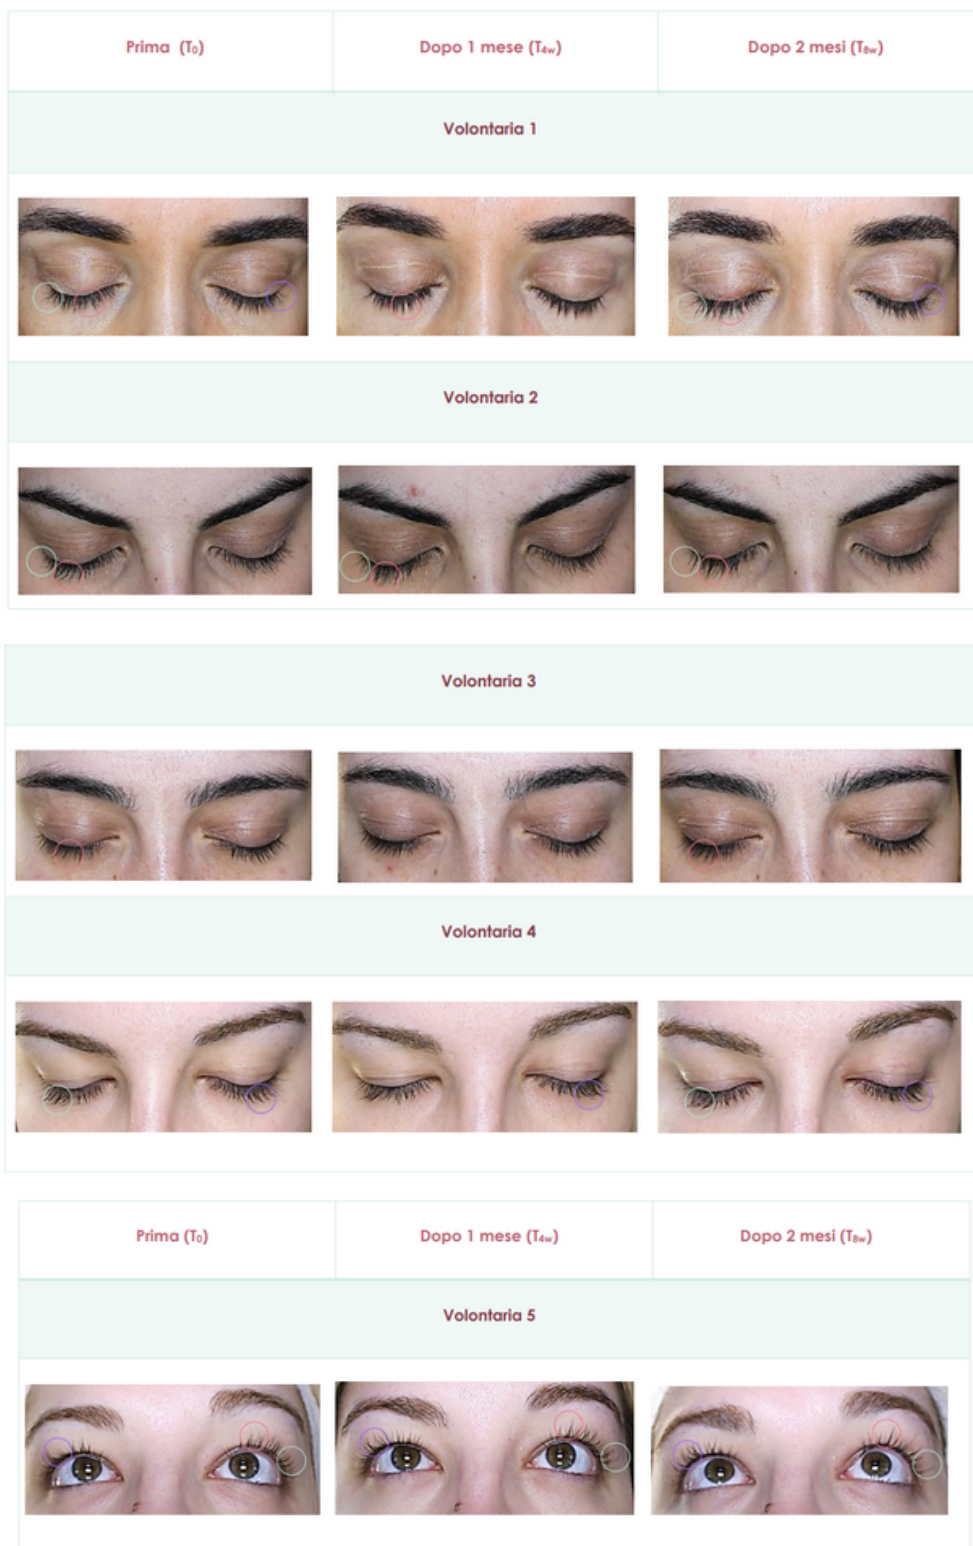 Prima (T0)
Dopo 1 mese (T4w)
Dopo 2 mesi (T8w)
Volontaria 1
Volontaria 2
Volontaria 3
Volontaria 4
Prima (T0)
Dopo 1 mese (T4w)
Dopo 2 mesi (T8w)
Volontaria 5